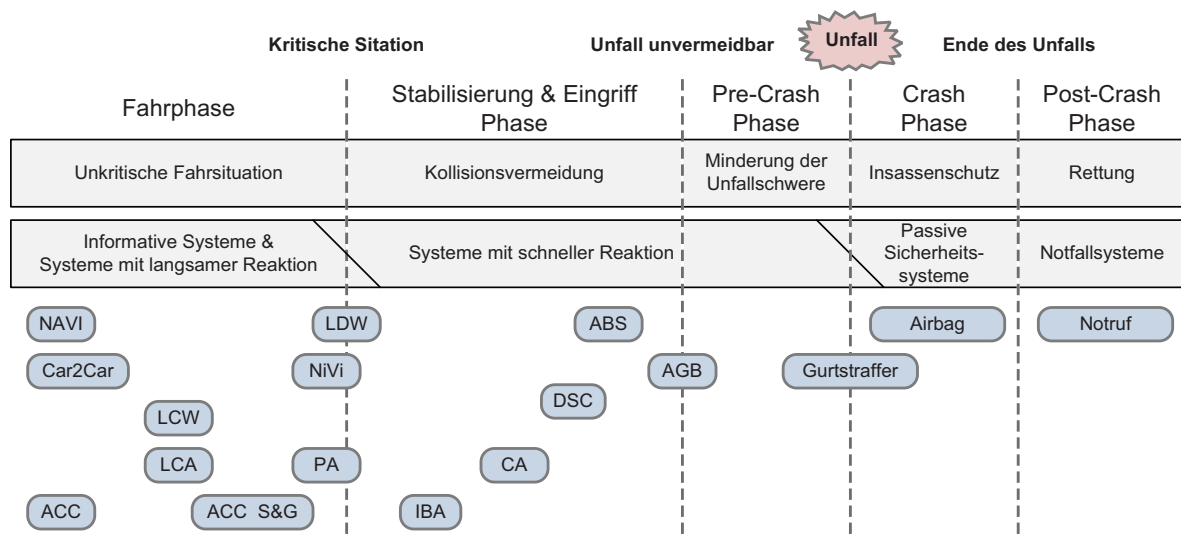 Kritische Sitation
Unfall unvermeidbar
Unfall
Ende des Unfalls
Fahrphase
Stabilisierung & Eingriff
Phase
Pre-Crash
Phase
Crash
Phase
Post-Crash
Phase
Unkritische Fahrsituation
Kollisionsvermeidung
Minderung der
Unfallschwere
Insassenschutz
Rettung
Informative Systeme &
Systeme mit langsamer Reaktion
Systeme mit schneller Reaktion
Passive
Sicherheits-
systeme
Notfallsysteme
NAVI
LDW
ABS
Airbag
Notruf
Car2Car
NiVi
AGB
Gurtstraffer
DSC
LCW
LCA
PA
CA
ACC
ACC S&G
IBA